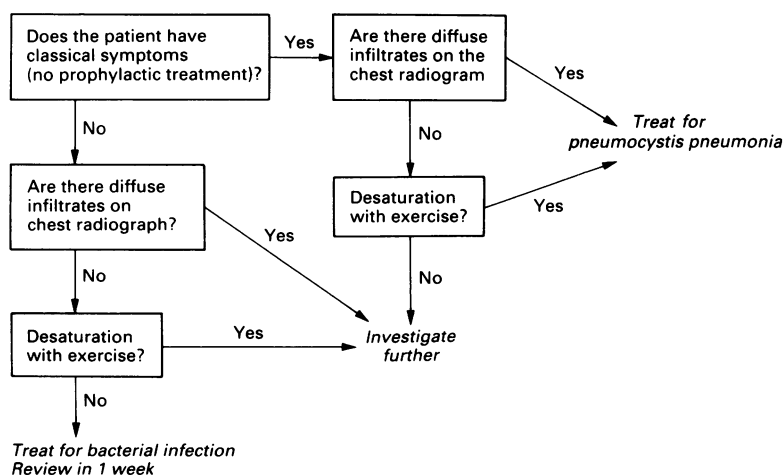 Does the patient have
classical symptoms
(no prophylactic treatment)?
Yes
Are there diffuse
infiltrates on the
chest radiogram
Yes
No
No
Treat for
pneumocystis pneumonia
Are there diffuse
infiltrates on
chest radiograph?
Yes
Desaturation
with exercise?
Yes
No
No
Desaturation
with exercise?
Yes
Investigate
further
No
Treat for bacterial infection
Review in 1 week